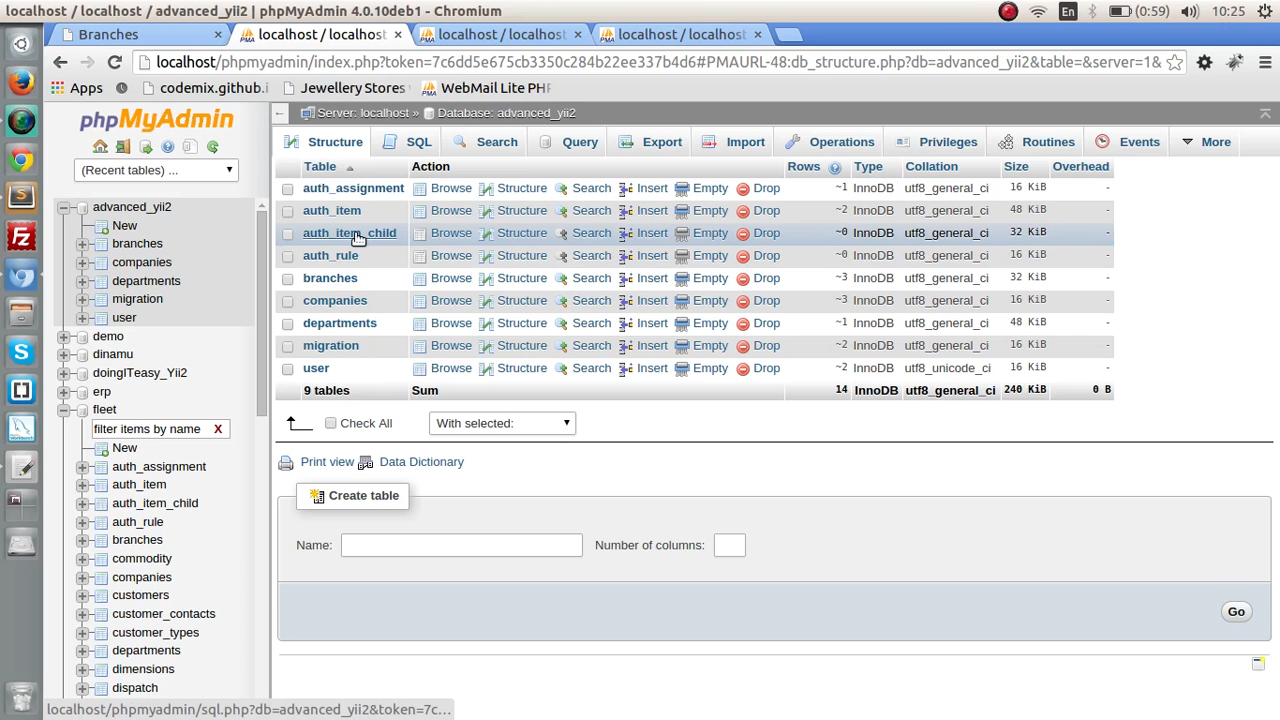 localhost / localhost / advanced_yii2 | phpMyAdmin 4.0.10deb1 - Chromium
En (0:59) 10:25
Branches × localhost / localho × localhost / localho × localhost / localho ×
localhost/phpmyadmin/index.php?token=7c6dd5e675cb3350c284b22ee337b4d6#PMAURL-48:db_structure.php?db=advanced_yii2&table=&server=1&
Apps codemix.github.i Jewellery Stores WebMail Lite PHP
phpMyAdmin
(Recent tables) ...
advanced_yii2
New
branches
companies
departments
migration
user
demo
dinamu
doingITeasy_Yii2
erp
fleet
filter items by name X
New
auth_assignment
auth_item
auth_item_child
auth_rule
branches
commodity
companies
customers
customer_contacts
customer_types
departments
dimensions
dispatch
Server: localhost » Database: advanced_yii2
Structure SQL Search Query Export Import Operations Privileges Routines Events More
Table Action Rows Type Collation Size Overhead
auth_assignment Browse Structure Search Insert Empty Drop ~1 InnoDB utf8_general_ci 16 KiB -
auth_item Browse Structure Search Insert Empty Drop ~2 InnoDB utf8_general_ci 48 KiB -
auth_item_child Browse Structure Search Insert Empty Drop ~0 InnoDB utf8_general_ci 32 KiB -
auth_rule Browse Structure Search Insert Empty Drop ~0 InnoDB utf8_general_ci 16 KiB -
branches Browse Structure Search Insert Empty Drop ~3 InnoDB utf8_general_ci 32 KiB -
companies Browse Structure Search Insert Empty Drop ~3 InnoDB utf8_general_ci 16 KiB -
departments Browse Structure Search Insert Empty Drop ~1 InnoDB utf8_general_ci 48 KiB -
migration Browse Structure Search Insert Empty Drop ~2 InnoDB utf8_general_ci 16 KiB -
user Browse Structure Search Insert Empty Drop ~2 InnoDB utf8_unicode_ci 16 KiB -
9 tables Sum 14 InnoDB utf8_general_ci 240 KiB 0 B
Check All With selected:
Print view Data Dictionary
Create table
Name: Number of columns:
Go
localhost/phpmyadmin/sql.php?db=advanced_yii2&token=7c...